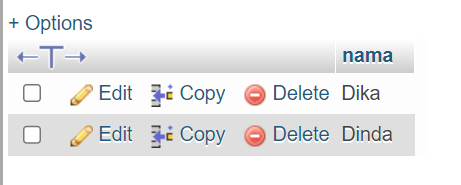 + Options
←T→ nama
Edit Copy Delete Dika
Edit Copy Delete Dinda